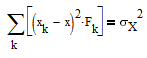 ∑ₖ[(xₖ – x)²·Fₖ] = σX²